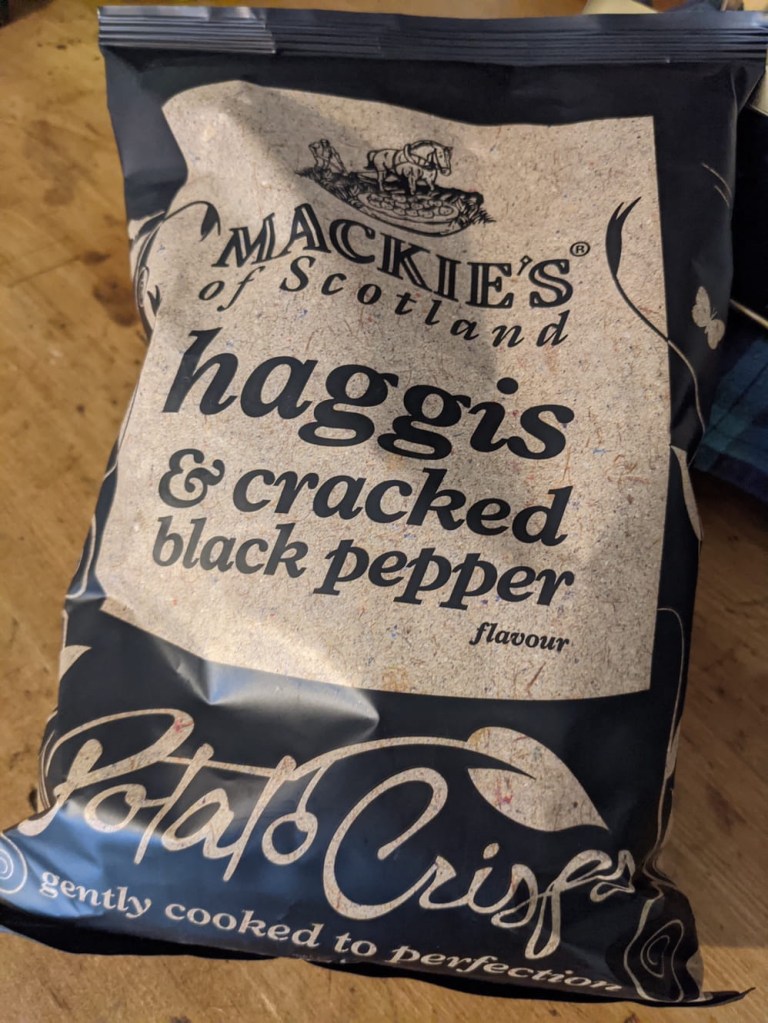 MACKIE'S®
of Scotland
haggis
& cracked
black pepper
flavour
Potato Crisps
gently cooked to perfection